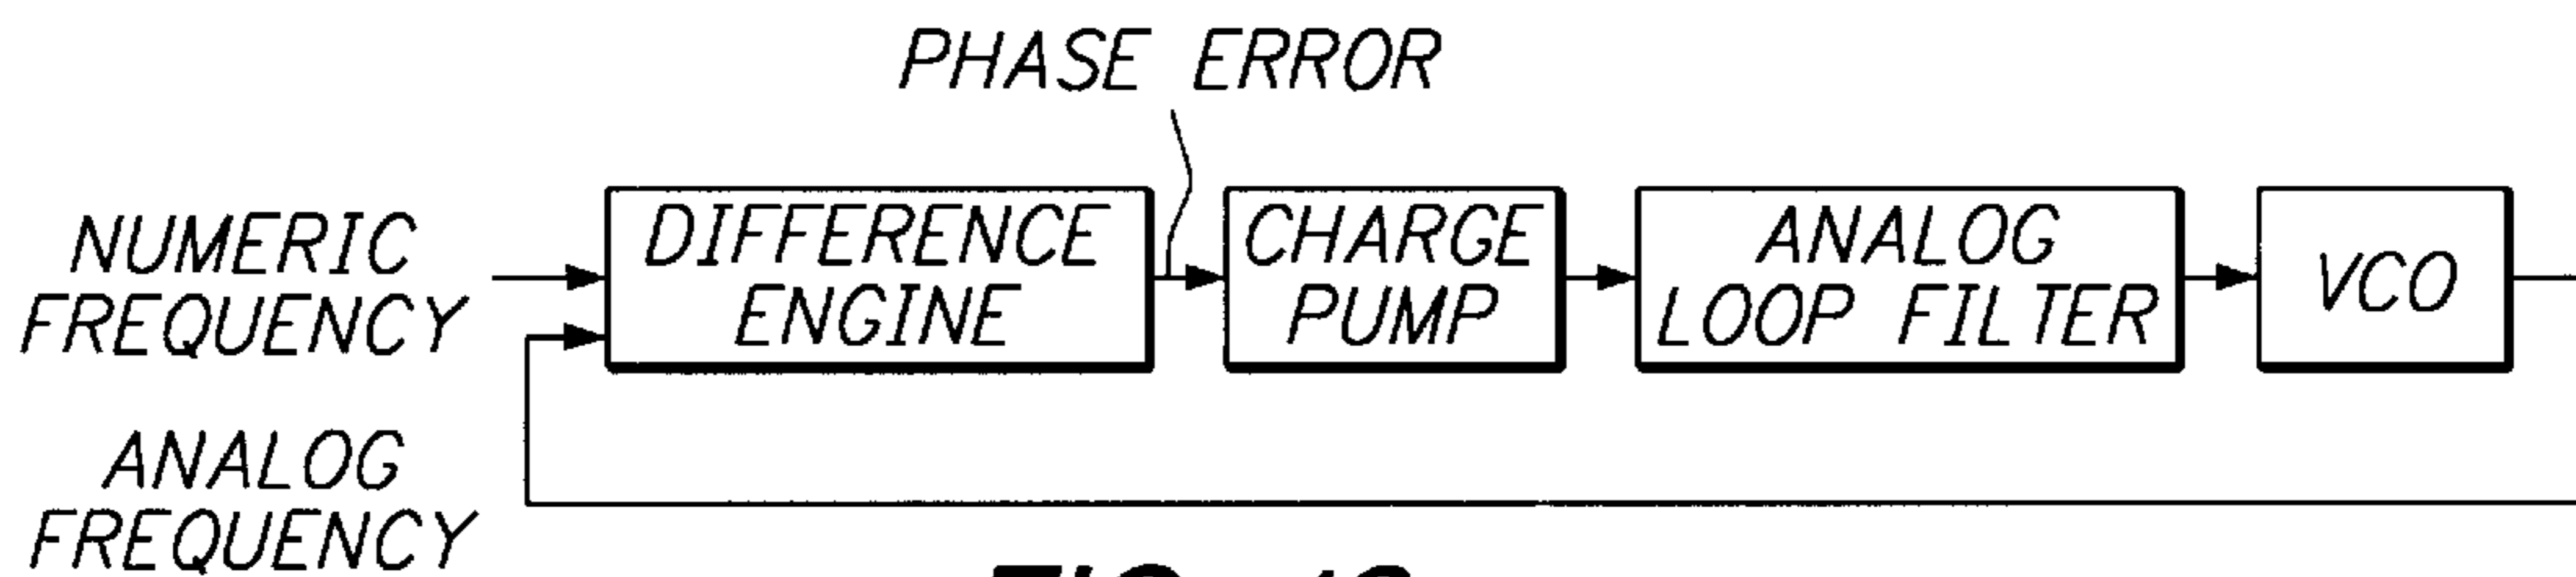 PHASE ERROR
NUMERIC
FREQUENCY
DIFFERENCE
ENGINE
CHARGE
PUMP
ANALOG
LOOP FILTER
VCO
ANALOG
FREQUENCY